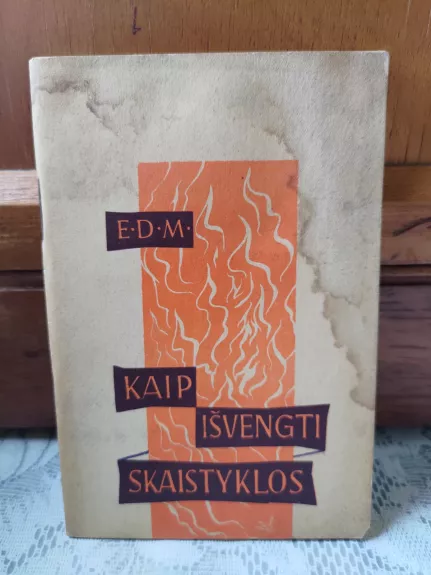 E·D·M·
KAIP
IŠVENGTI
SKAISTYKLOS